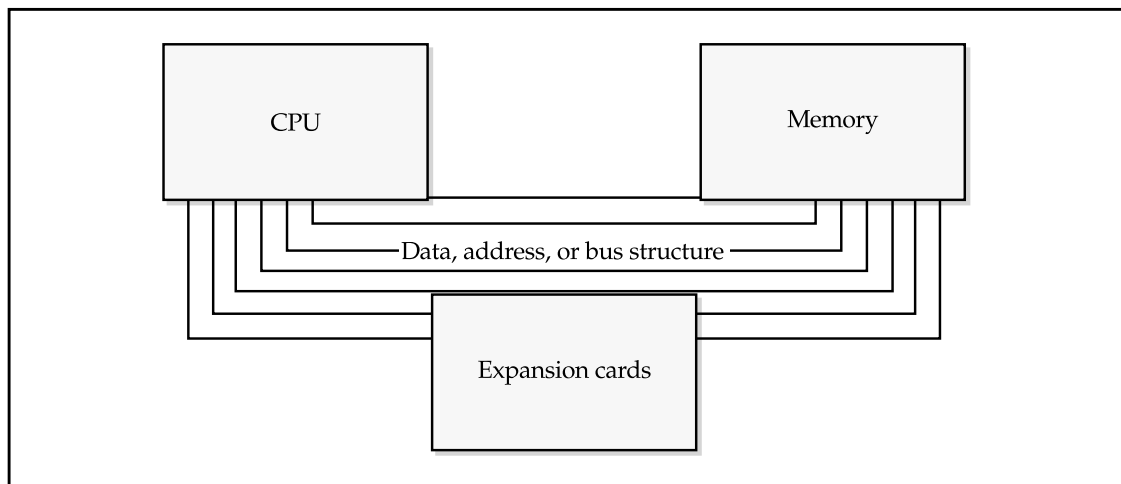 CPU
Memory
Data, address, or bus structure
Expansion cards